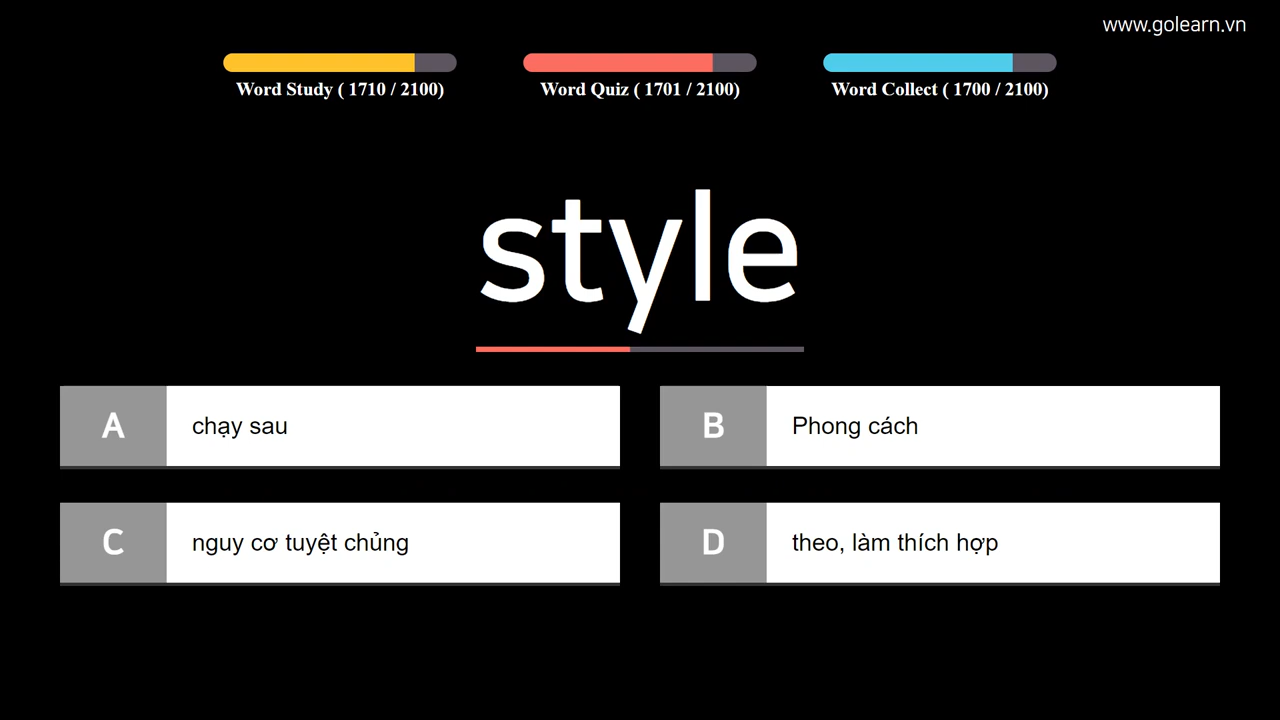 www.golearn.vn
Word Study ( 1710 / 2100)
Word Quiz ( 1701 / 2100)
Word Collect ( 1700 / 2100)
style
A chạy sau
B Phong cách
C nguy cơ tuyệt chủng
D theo, làm thích hợp